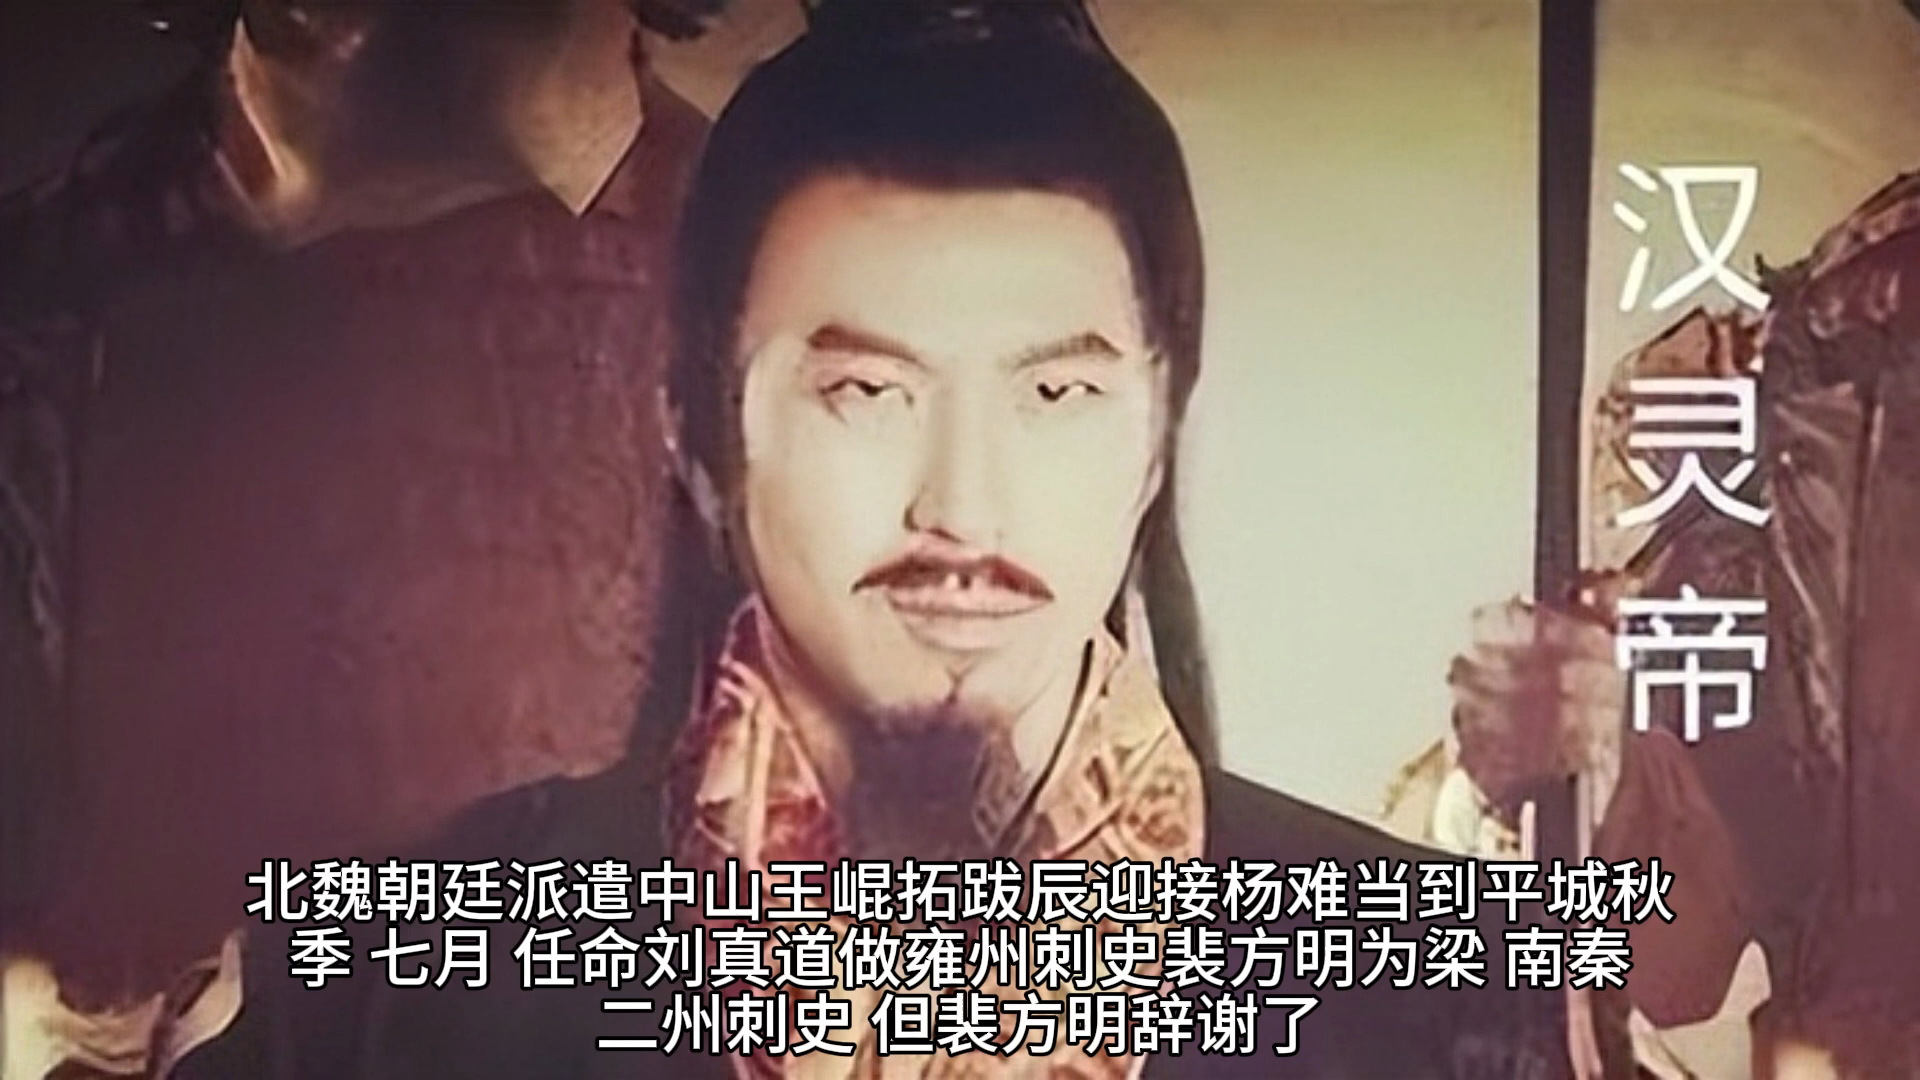 汉灵帝
北魏朝廷派遣中山王崐拓跋辰迎接杨难当到平城秋
季 七月 任命刘真道做雍州刺史裴方明为梁 南秦
二州刺史 但裴方明辞谢了